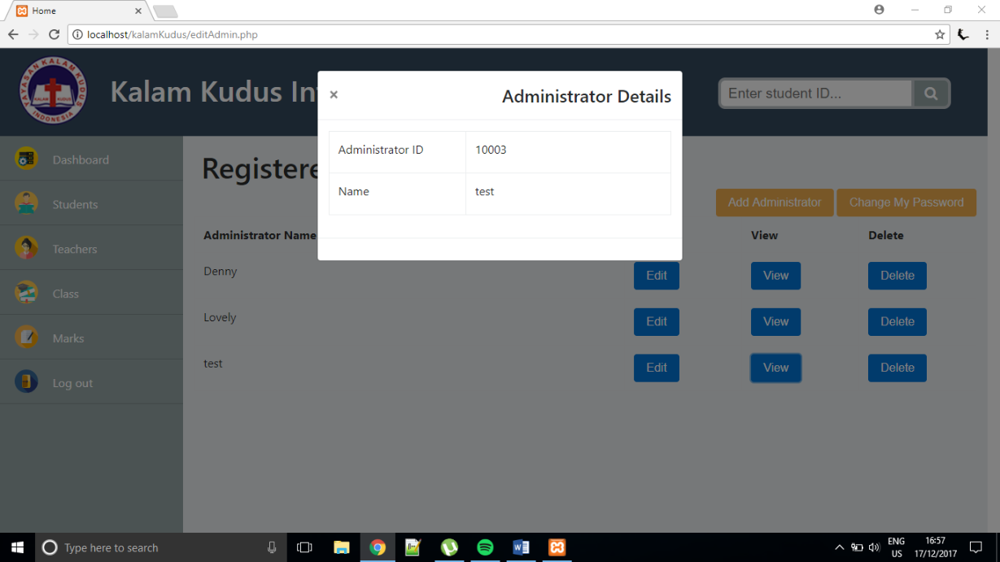 Home
localhost/kalamKudus/editAdmin.php
YAYASAN KALAM KUDUS
KALAM KUDUS
INDONESIA
Kalam Kudus In
Enter student ID...
× Administrator Details
Administrator ID 10003
Name test
Dashboard
Students
Teachers
Class
Marks
Log out
Registere
Add Administrator Change My Password
Administrator Name View Delete
Denny Edit View Delete
Lovely Edit View Delete
test Edit View Delete
Type here to search
ENG
US
16:57
17/12/2017